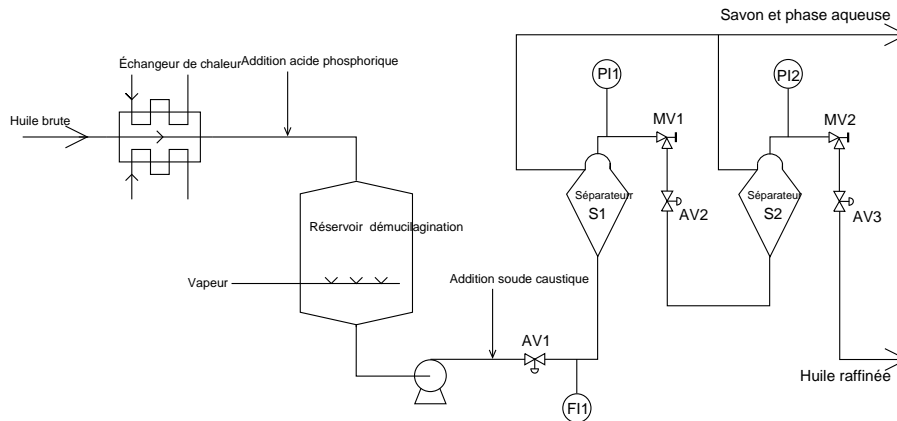 Savon et phase aqueuse
Échangeur de chaleur
Addition acide phosphorique
PI1
PI2
Huile brute
MV1
MV2
Séparateur
S1
Séparateur
S2
AV2
AV3
Réservoir démucilagination
Vapeur
Addition soude caustique
AV1
Huile raffinée
FI1